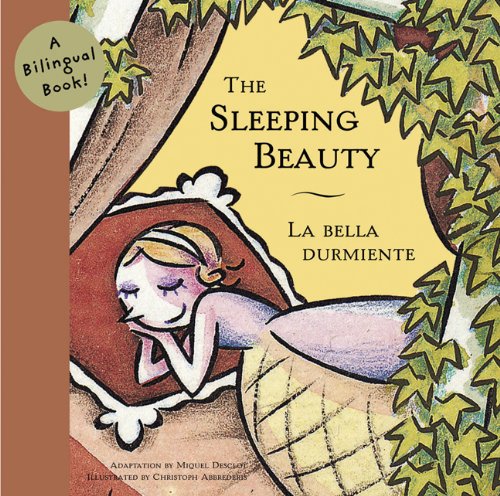 A
Bilingual
Book!
THE
SLEEPING
BEAUTY
LA BELLA
DURMIENTE
ADAPTATION BY MIQUEL DESCLOT
ILLUSTRATED BY CHRISTOPH ABBREDERIS